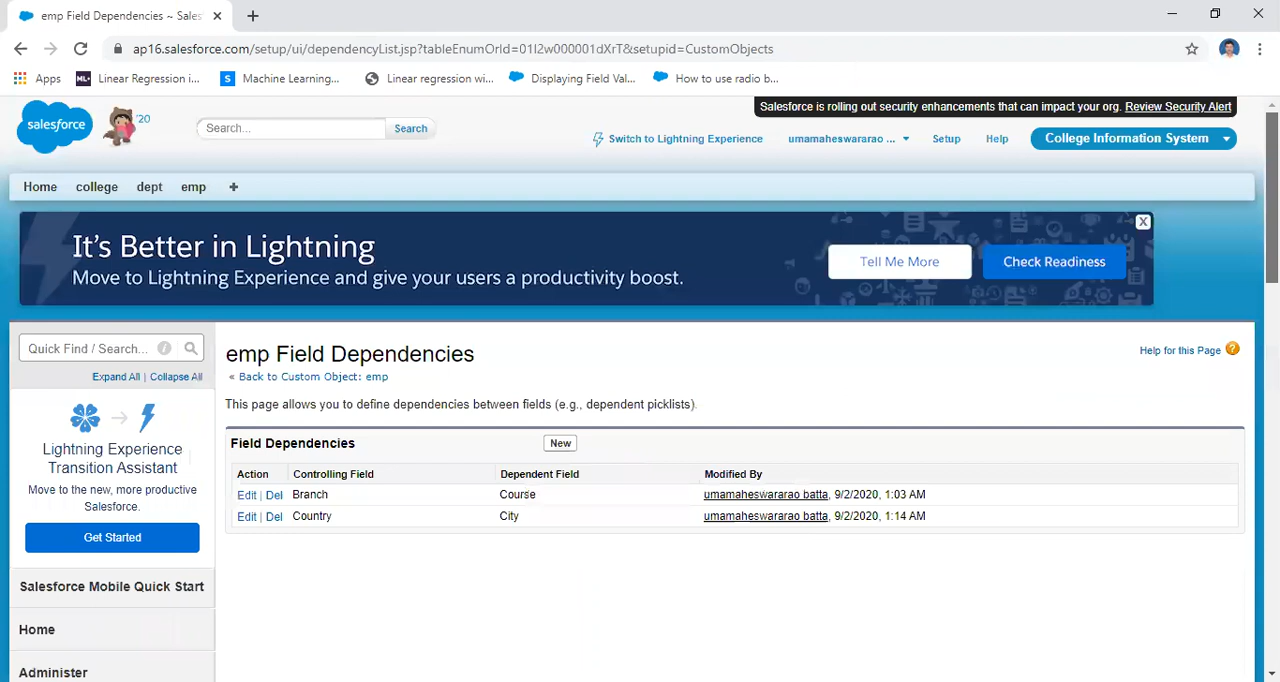 emp Field Dependencies ~ Sales
ap16.salesforce.com/setup/ui/dependencyList.jsp?tableEnumOrId=01I2w000001dXrT&setupid=CustomObjects
Apps
ML+
Linear Regression i...
S
Machine Learning...
Linear regression wi...
Displaying Field Val...
How to use radio b...
Salesforce is rolling out security enhancements that can impact your org. Review Security Alert
salesforce
'20
Search...
Search
Switch to Lightning Experience
umamaheswararao ...
Setup
Help
College Information System
Home
college
dept
emp
+
It's Better in Lightning
Move to Lightning Experience and give your users a productivity boost.
Tell Me More
Check Readiness
X
Quick Find / Search...
i
Expand All | Collapse All
Lightning Experience
Transition Assistant
Move to the new, more productive
Salesforce.
Get Started
Salesforce Mobile Quick Start
Home
Administer
emp Field Dependencies
Help for this Page ?
« Back to Custom Object: emp
This page allows you to define dependencies between fields (e.g., dependent picklists).
Field Dependencies
New
Action Controlling Field Dependent Field Modified By
Edit | Del Branch Course umamaheswararao batta, 9/2/2020, 1:03 AM
Edit | Del Country City umamaheswararao batta, 9/2/2020, 1:14 AM